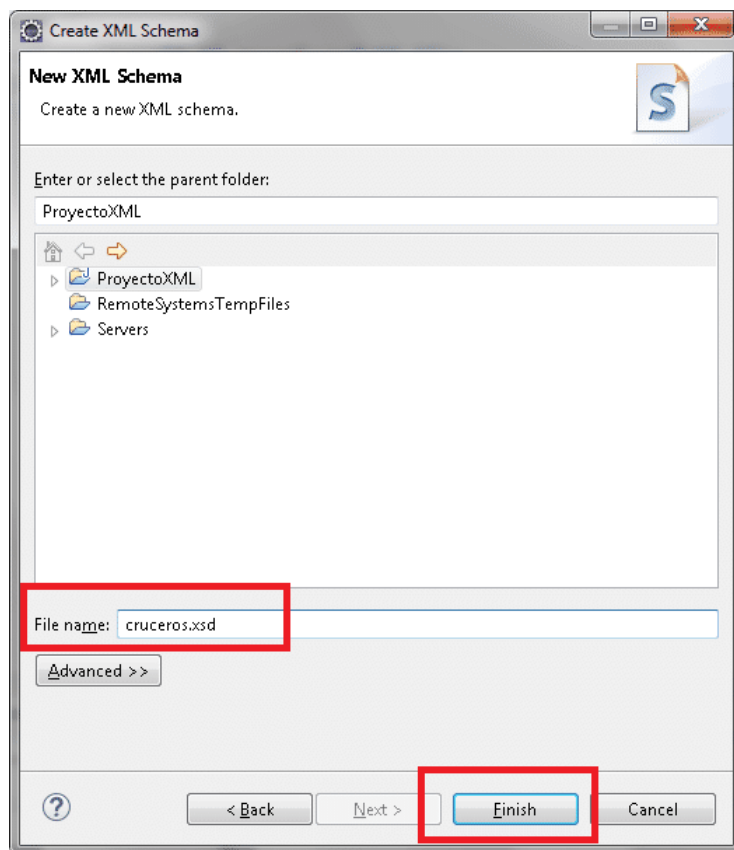 Create XML Schema
New XML Schema
Create a new XML schema.
Enter or select the parent folder:
ProyectoXML
ProyectoXML
RemoteSystemsTempFiles
Servers
File name: cruceros.xsd
Advanced >>
? < Back Next > Finish Cancel